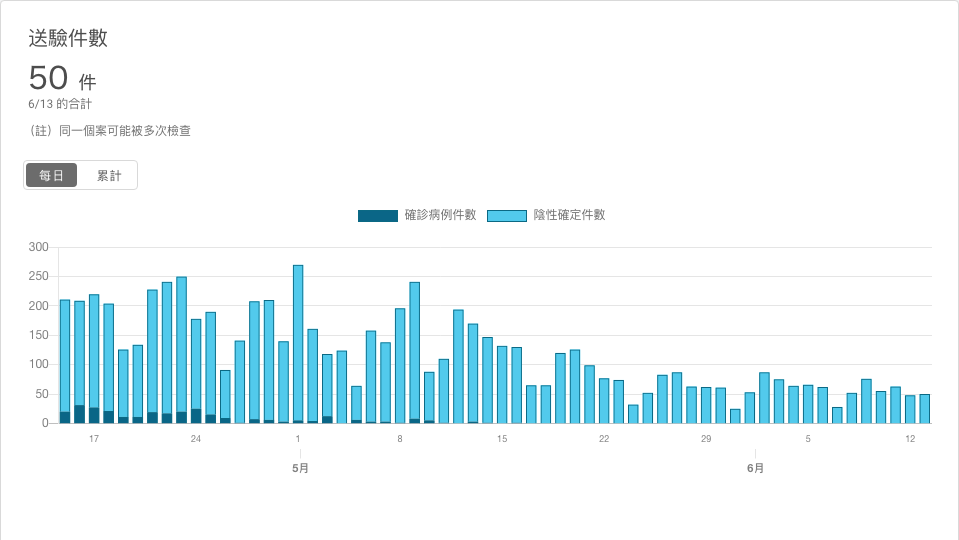 送驗件數
50 件
6/13 的合計
（註）同一個案可能被多次檢查
每日 累計
確診病例件數 陰性確定件數
300
250
200
150
100
50
0
17 24 1 8 15 22 29 5 12
5月 6月